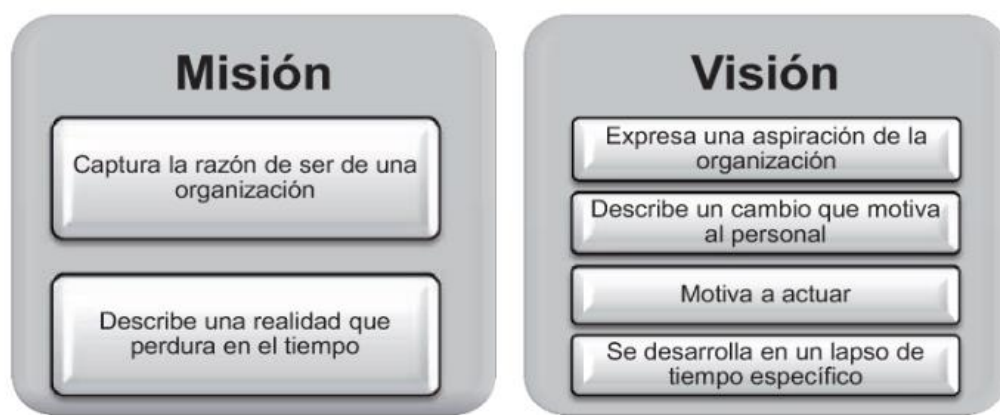 Misión
Captura la razón de ser de una
organización
Describe una realidad que
perdura en el tiempo
Visión
Expresa una aspiración de la
organización
Describe un cambio que motiva
al personal
Motiva a actuar
Se desarrolla en un lapso de
tiempo específico